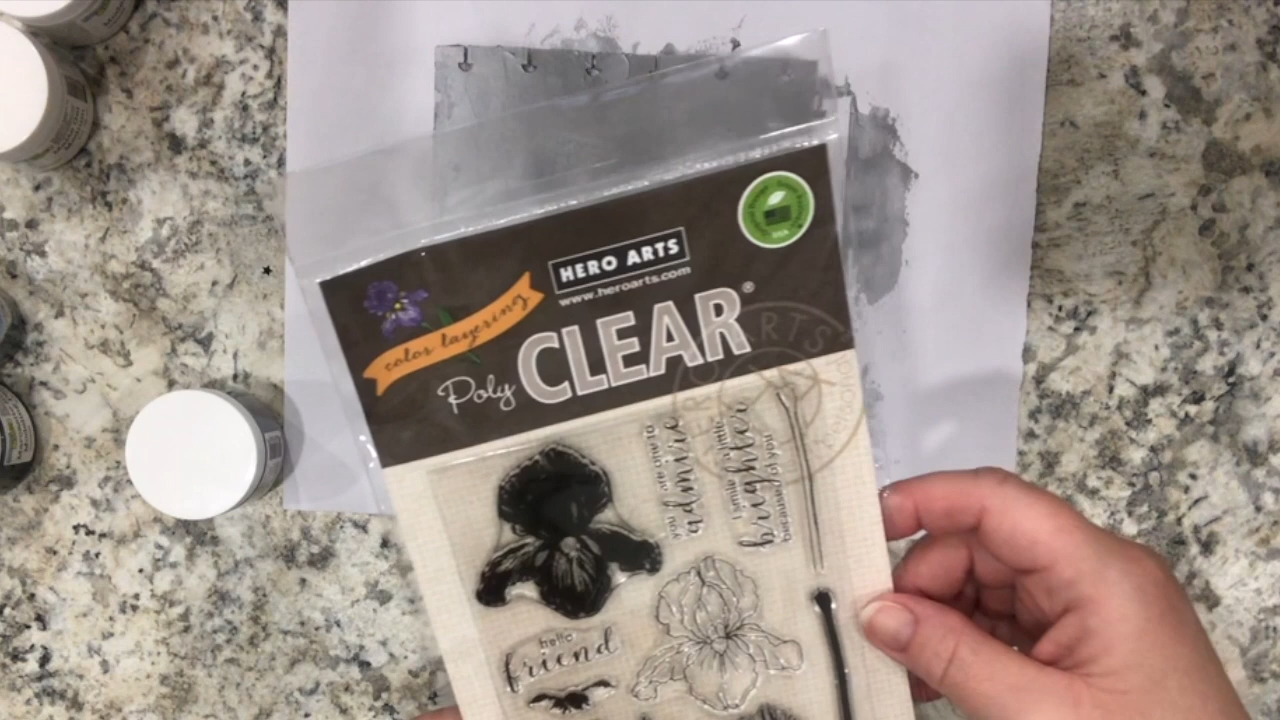 HERO ARTS
www.heroarts.com
color layering
Poly CLEAR®
you are one to
admire
I smile a little
brighter
because of you
hello
friend